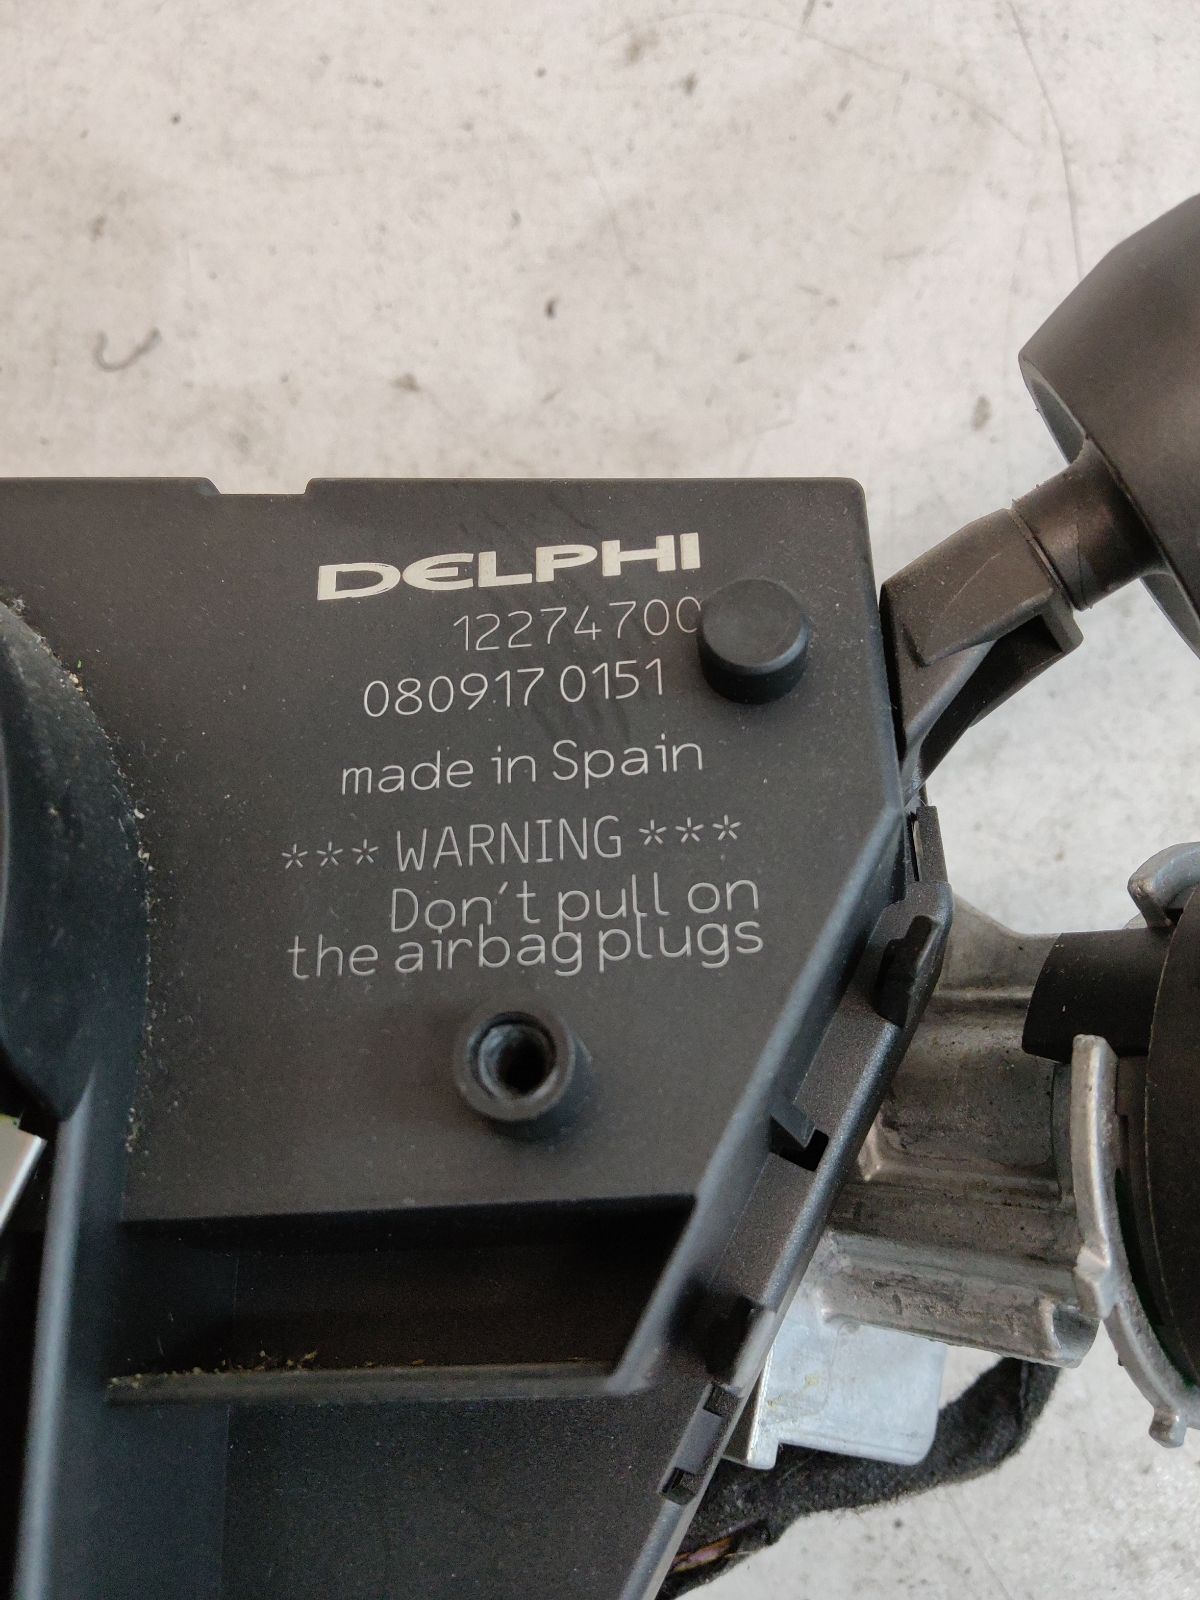 DELPHI
12274700
080917 0151
made in Spain
*** WARNING ***
Don't pull on
the airbag plugs